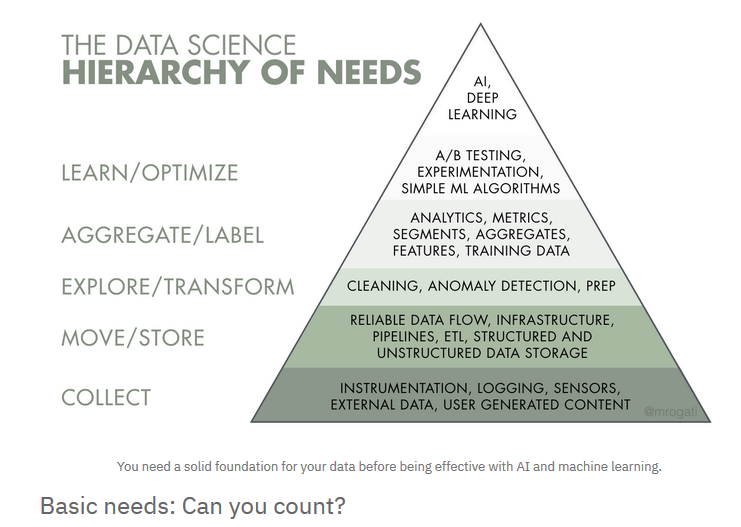 THE DATA SCIENCE
HIERARCHY OF NEEDS
AI,
DEEP
LEARNING
LEARN/OPTIMIZE
A/B TESTING,
EXPERIMENTATION,
SIMPLE ML ALGORITHMS
AGGREGATE/LABEL
ANALYTICS, METRICS,
SEGMENTS, AGGREGATES,
FEATURES, TRAINING DATA
EXPLORE/TRANSFORM
CLEANING, ANOMALY DETECTION, PREP
MOVE/STORE
RELIABLE DATA FLOW, INFRASTRUCTURE,
PIPELINES, ETL, STRUCTURED AND
UNSTRUCTURED DATA STORAGE
COLLECT
INSTRUMENTATION, LOGGING, SENSORS,
EXTERNAL DATA, USER GENERATED CONTENT
@mrogati
You need a solid foundation for your data before being effective with AI and machine learning.
Basic needs: Can you count?